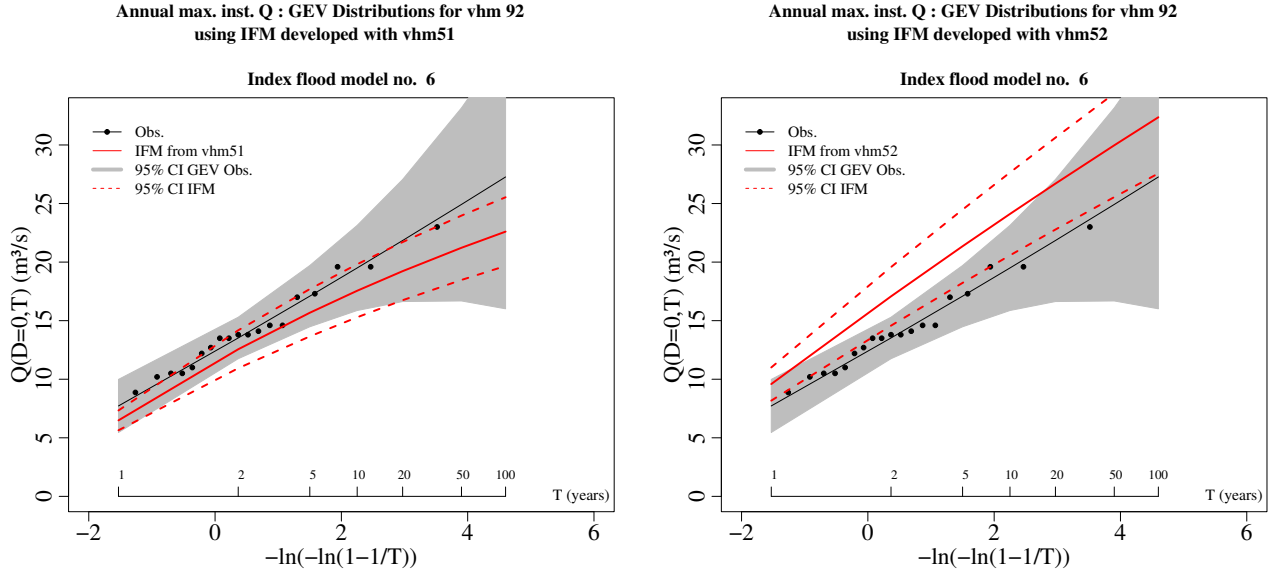 Annual max. inst. Q : GEV Distributions for vhm 92
using IFM developed with vhm51
Index flood model no. 6
Obs.
IFM from vhm51
95% CI GEV Obs.
95% CI IFM
Q(D=0,T) (m³/s)
0 5 10 15 20 25 30
1 2 5 10 20 50 100
T (years)
−2 0 2 4 6
−ln(−ln(1−1/T))
Annual max. inst. Q : GEV Distributions for vhm 92
using IFM developed with vhm52
Index flood model no. 6
Obs.
IFM from vhm52
95% CI GEV Obs.
95% CI IFM
Q(D=0,T) (m³/s)
0 5 10 15 20 25 30
1 2 5 10 20 50 100
T (years)
−2 0 2 4 6
−ln(−ln(1−1/T))